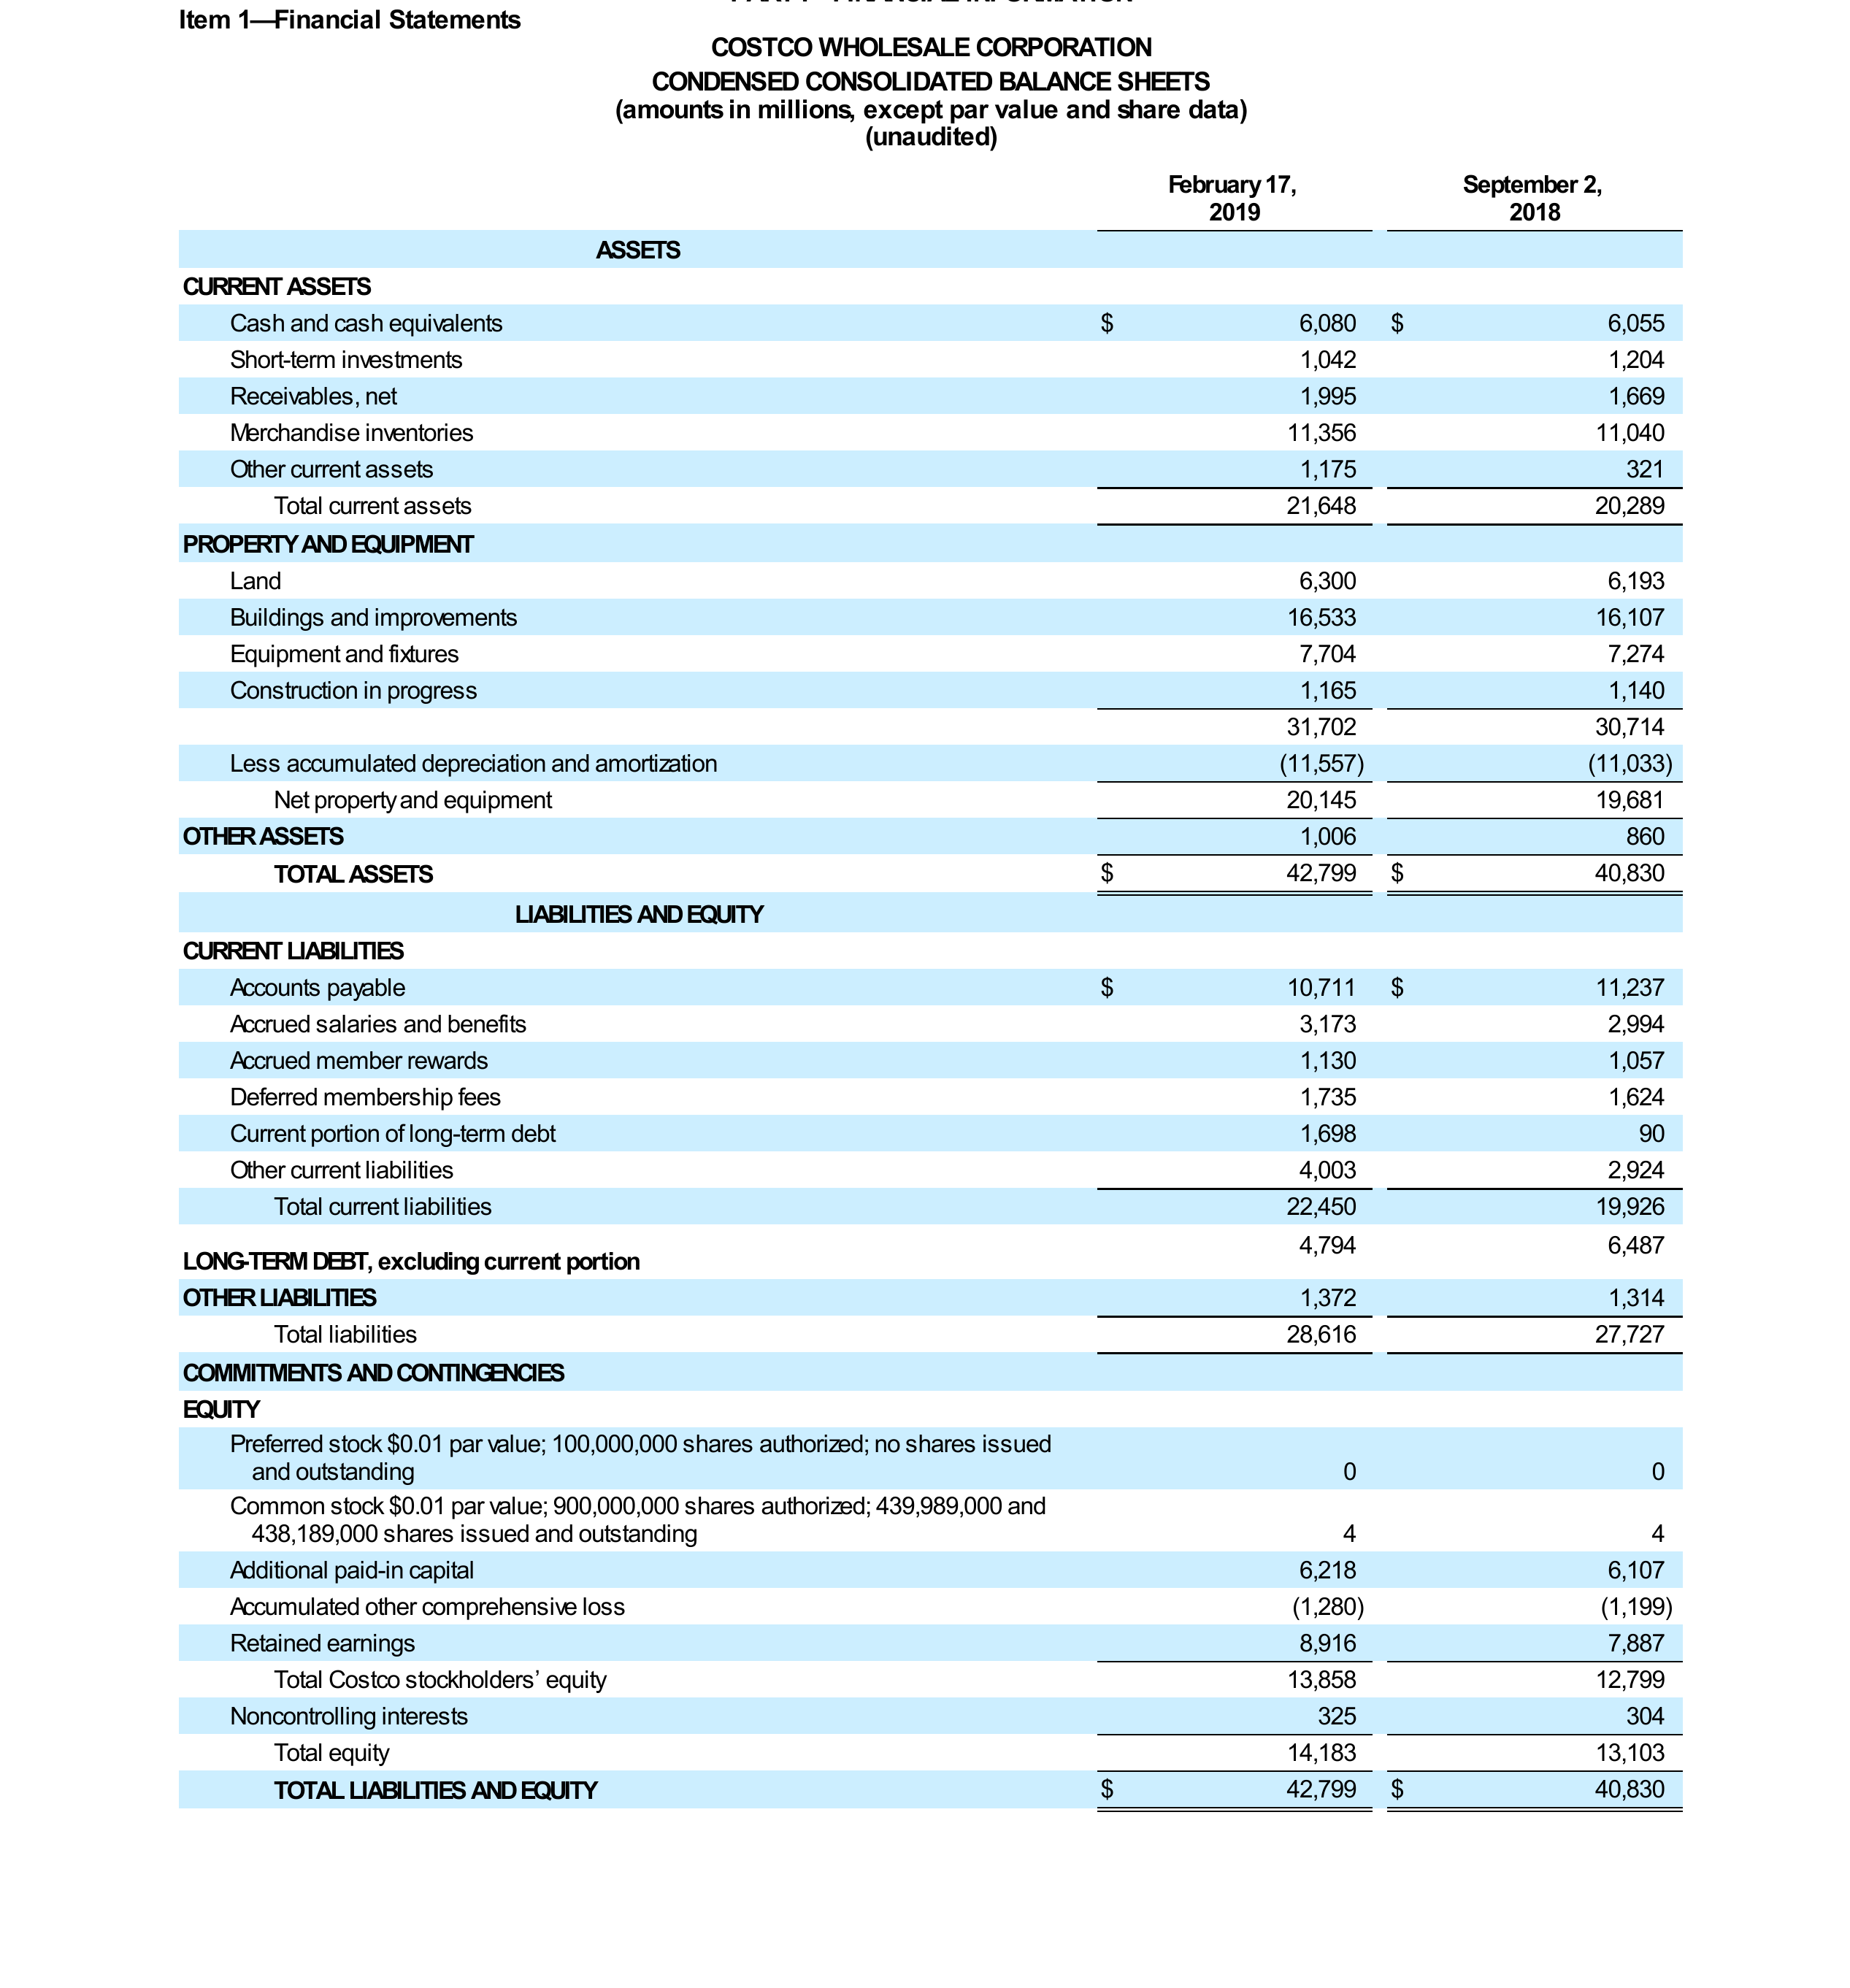 Item 1—Financial Statements
COSTCO WHOLESALE CORPORATION
CONDENSED CONSOLIDATED BALANCE SHEETS
(amounts in millions, except par value and share data)
(unaudited)
February 17, 2019 September 2, 2018
ASSETS
CURRENT ASSETS
Cash and cash equivalents $ 6,080 $ 6,055
Short-term investments 1,042 1,204
Receivables, net 1,995 1,669
Merchandise inventories 11,356 11,040
Other current assets 1,175 321
Total current assets 21,648 20,289
PROPERTY AND EQUIPMENT
Land 6,300 6,193
Buildings and improvements 16,533 16,107
Equipment and fixtures 7,704 7,274
Construction in progress 1,165 1,140
31,702 30,714
Less accumulated depreciation and amortization (11,557) (11,033)
Net property and equipment 20,145 19,681
OTHER ASSETS 1,006 860
TOTAL ASSETS $ 42,799 $ 40,830
LIABILITIES AND EQUITY
CURRENT LIABILITIES
Accounts payable $ 10,711 $ 11,237
Accrued salaries and benefits 3,173 2,994
Accrued member rewards 1,130 1,057
Deferred membership fees 1,735 1,624
Current portion of long-term debt 1,698 90
Other current liabilities 4,003 2,924
Total current liabilities 22,450 19,926
LONG-TERM DEBT, excluding current portion 4,794 6,487
OTHER LIABILITIES 1,372 1,314
Total liabilities 28,616 27,727
COMMITMENTS AND CONTINGENCIES
EQUITY
Preferred stock $0.01 par value; 100,000,000 shares authorized; no shares issued
and outstanding 0 0
Common stock $0.01 par value; 900,000,000 shares authorized; 439,989,000 and
438,189,000 shares issued and outstanding 4 4
Additional paid-in capital 6,218 6,107
Accumulated other comprehensive loss (1,280) (1,199)
Retained earnings 8,916 7,887
Total Costco stockholders’ equity 13,858 12,799
Noncontrolling interests 325 304
Total equity 14,183 13,103
TOTAL LIABILITIES AND EQUITY $ 42,799 $ 40,830